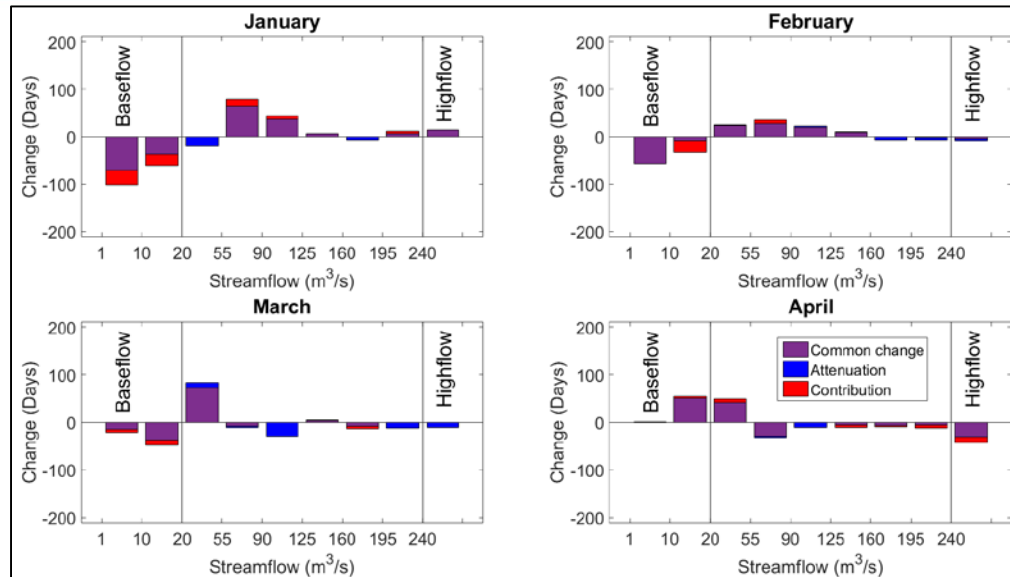 January
February
200
100
0
-100
-200
Change (Days)
Baseflow
Highflow
1 10 20 55 90 125 160 195 240
Streamflow (m³/s)
200
100
0
-100
-200
Change (Days)
Baseflow
Highflow
1 10 20 55 90 125 160 195 240
Streamflow (m³/s)
March
April
200
100
0
-100
-200
Change (Days)
Baseflow
Highflow
1 10 20 55 90 125 160 195 240
Streamflow (m³/s)
200
100
0
-100
-200
Change (Days)
Baseflow
Highflow
Common change
Attenuation
Contribution
1 10 20 55 90 125 160 195 240
Streamflow (m³/s)